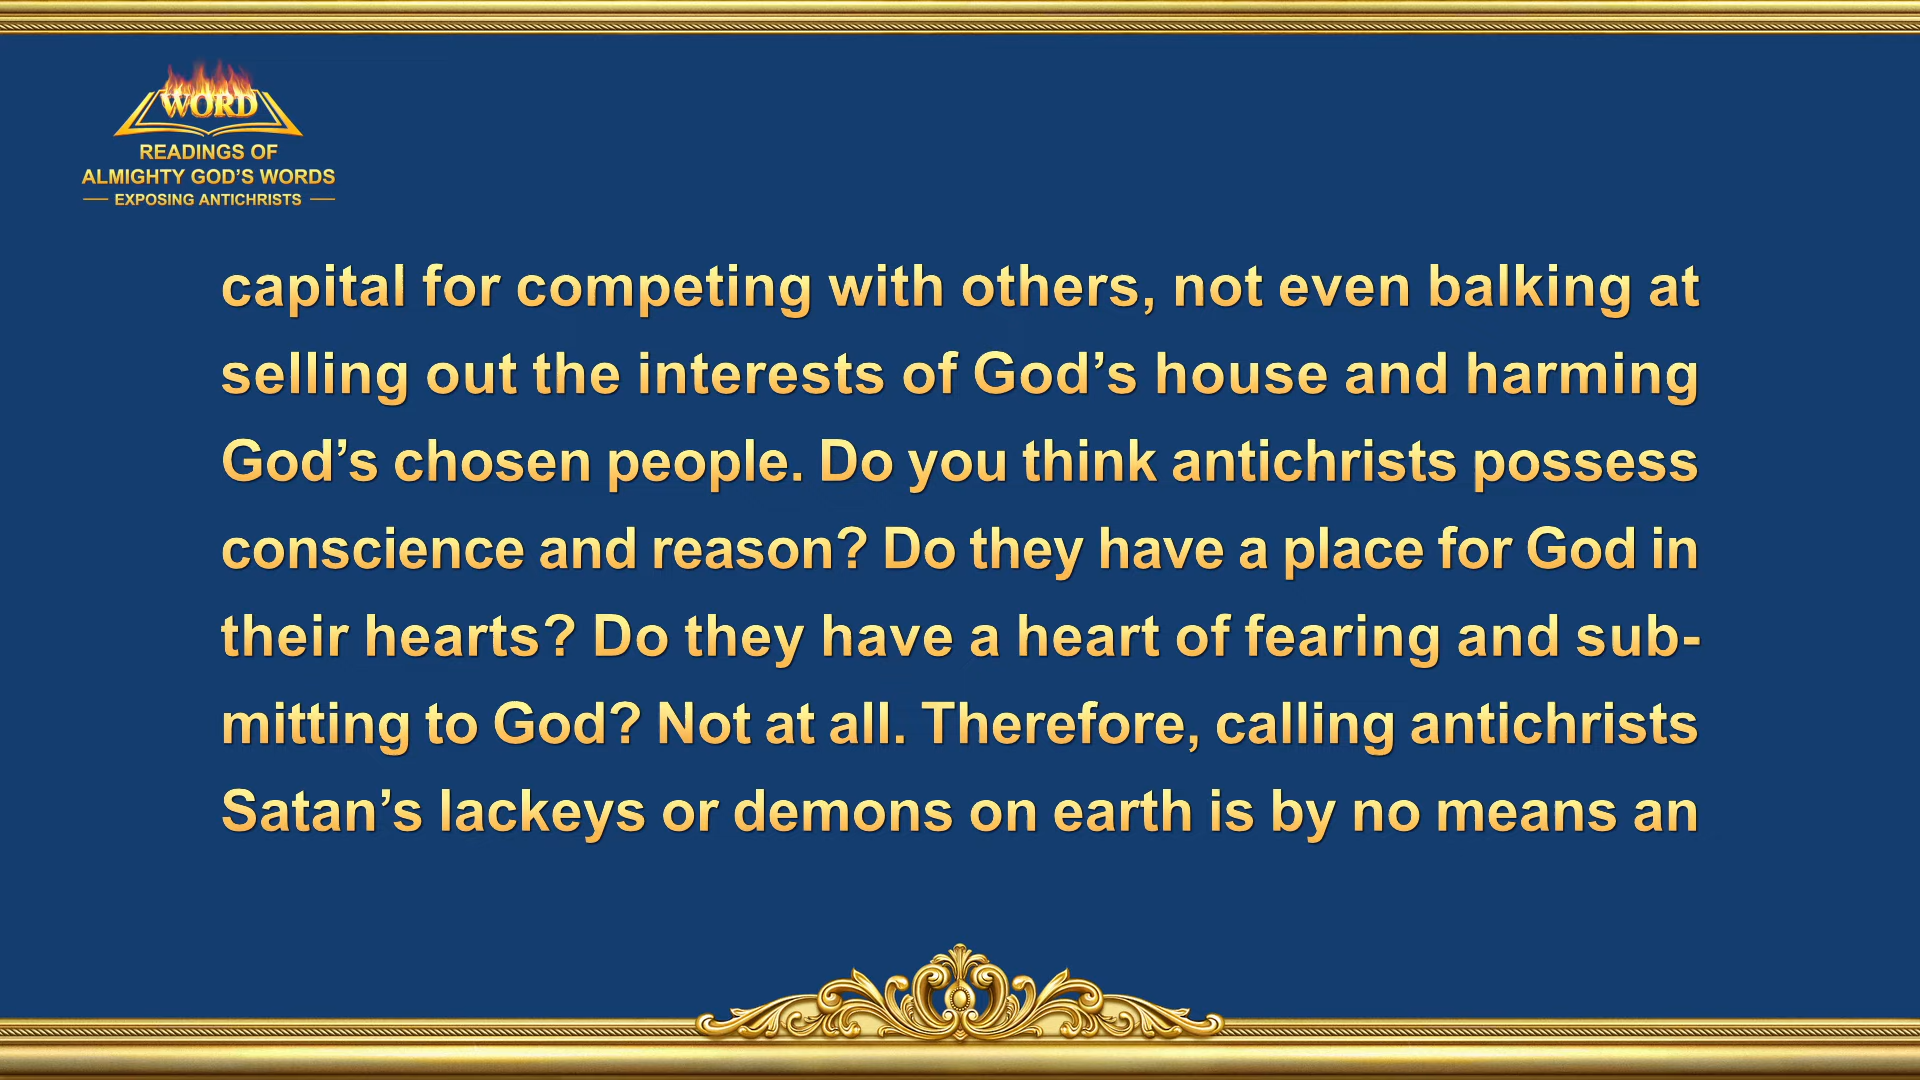 WORD
READINGS OF
ALMIGHTY GOD’S WORDS
EXPOSING ANTICHRISTS
capital for competing with others, not even balking at
selling out the interests of God’s house and harming
God’s chosen people. Do you think antichrists possess
conscience and reason? Do they have a place for God in
their hearts? Do they have a heart of fearing and sub-
mitting to God? Not at all. Therefore, calling antichrists
Satan’s lackeys or demons on earth is by no means an